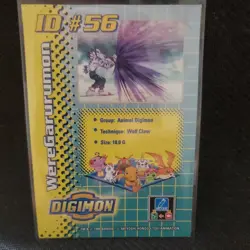 ID #56
WereGarurumon
Group: Animal Digimon
Technique: Wolf Claw
Size: 18.0 G
DIGIMON